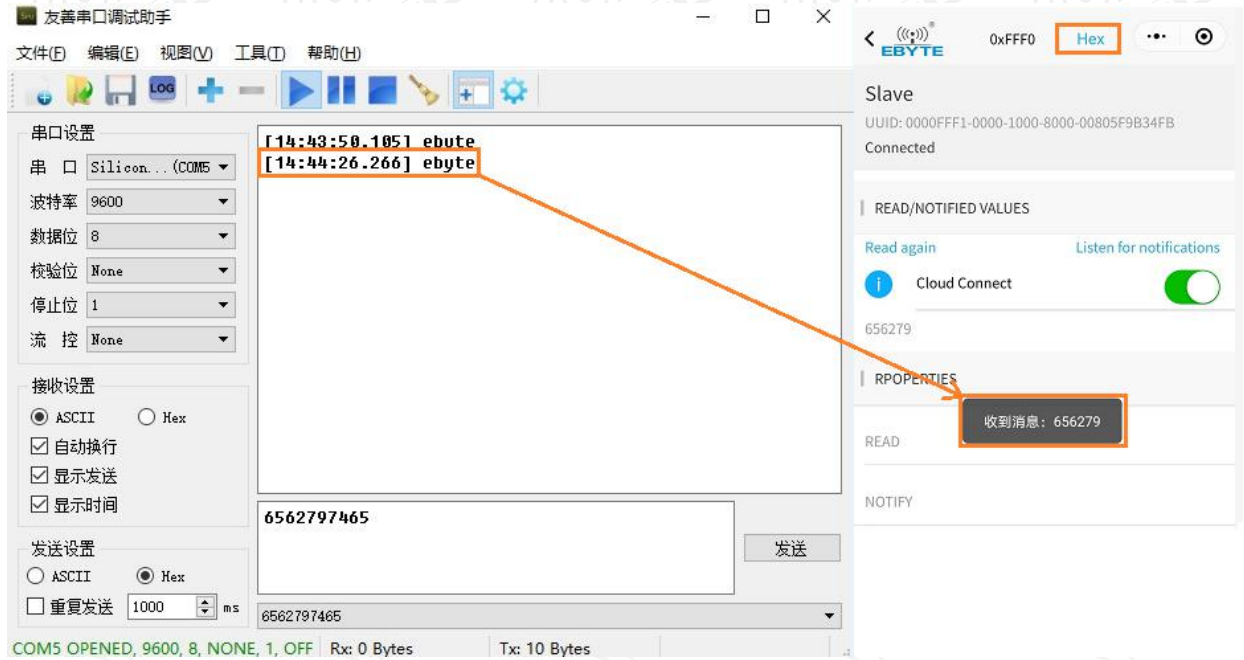 友善串口调试助手
文件(F) 编辑(E) 视图(V) 工具(T) 帮助(H)
LOG
串口设置
串 口 Silicon...(COM5
波特率 9600
数据位 8
校验位 None
停止位 1
流 控 None
接收设置
ASCII Hex
自动换行
显示发送
显示时间
发送设置
ASCII Hex
重复发送 1000 ms
[14:43:50.105] ebyte
[14:44:26.266] ebyte
6562797465
发送
6562797465
COM5 OPENED, 9600, 8, NONE, 1, OFF Rx: 0 Bytes Tx: 10 Bytes
EBYTE 0xFFF0 Hex
Slave
UUID: 0000FFF1-0000-1000-8000-00805F9B34FB
Connected
READ/NOTIFIED VALUES
Read again Listen for notifications
Cloud Connect
656279
RPOPERTIES
收到消息：656279
READ
NOTIFY